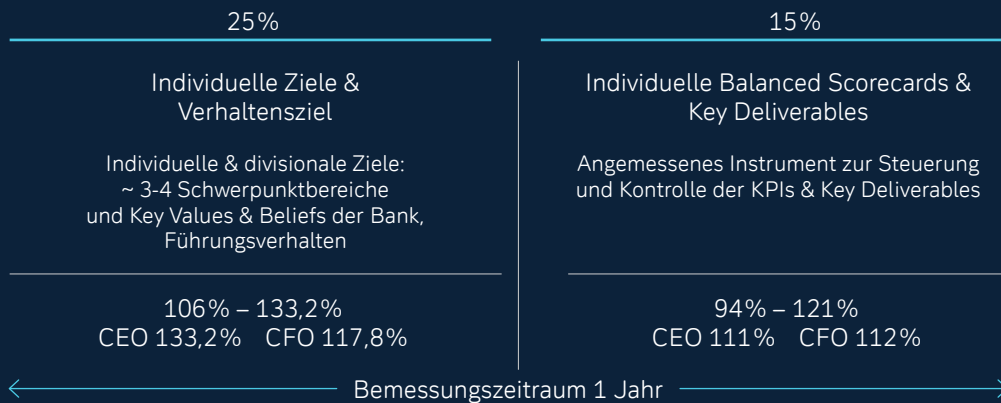 25%
Individuelle Ziele &
Verhaltensziel
Individuelle & divisionale Ziele:
~ 3-4 Schwerpunktbereiche
und Key Values & Beliefs der Bank,
Führungsverhalten
106% – 133,2%
CEO 133,2% CFO 117,8%
15%
Individuelle Balanced Scorecards &
Key Deliverables
Angemessenes Instrument zur Steuerung
und Kontrolle der KPIs & Key Deliverables
94% – 121%
CEO 111% CFO 112%
Bemessungszeitraum 1 Jahr